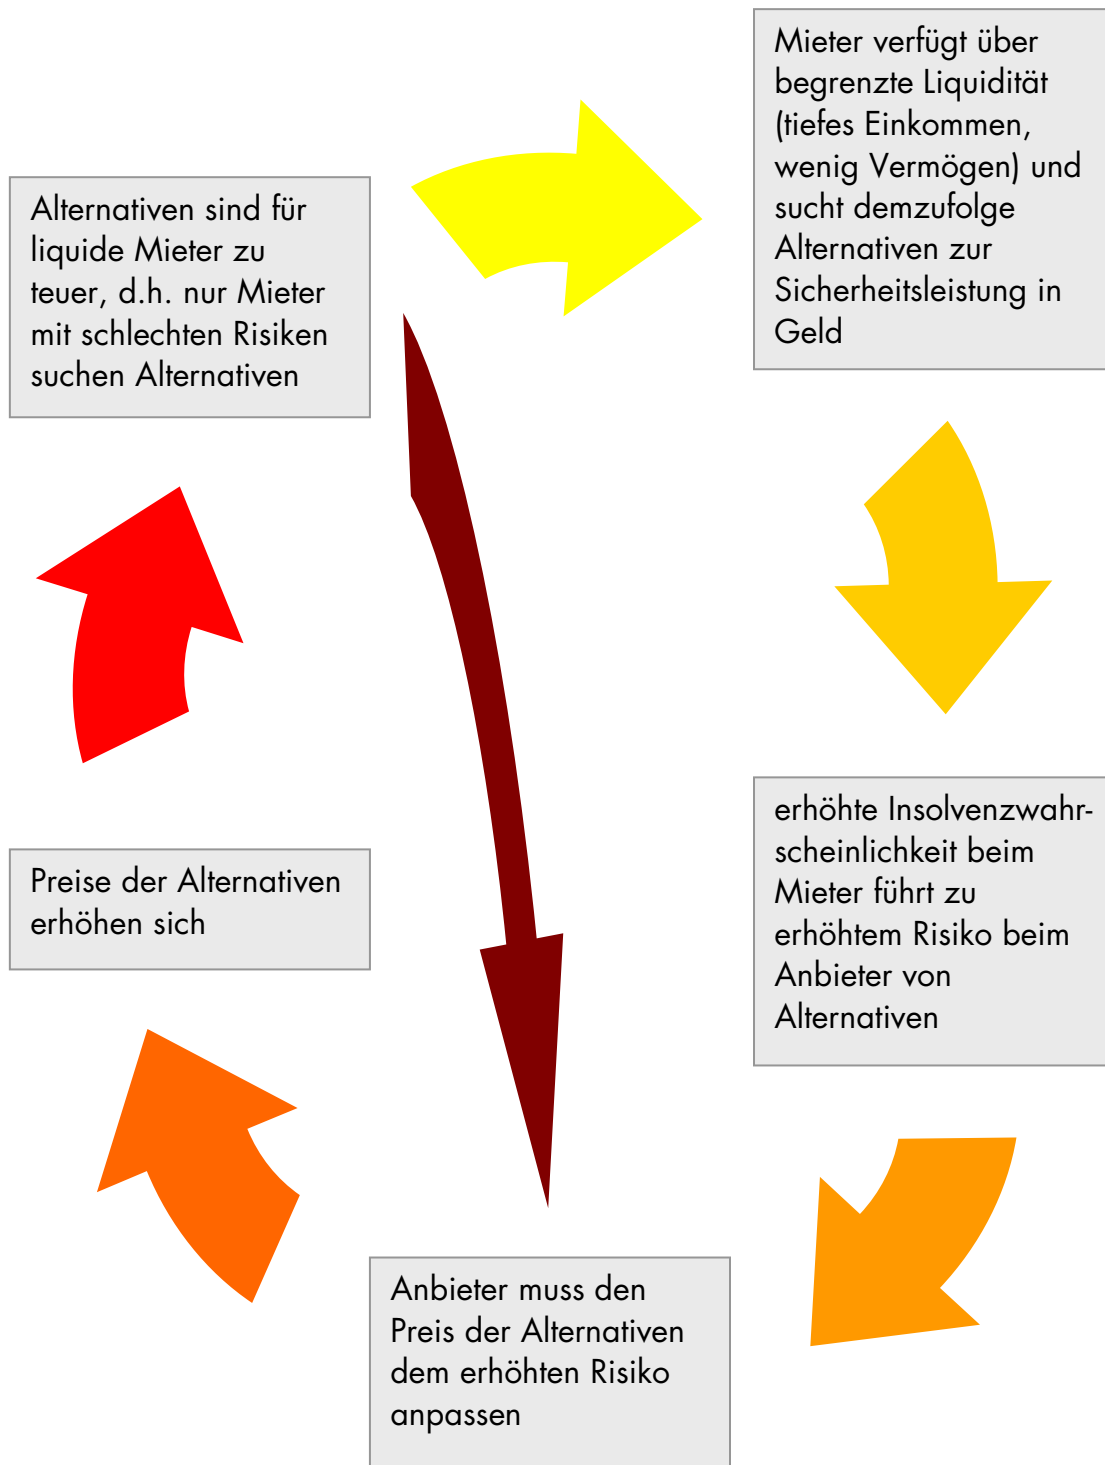 Mieter verfügt über
begrenzte Liquidität
(tiefes Einkommen,
wenig Vermögen) und
sucht demzufolge
Alternativen zur
Sicherheitsleistung in
Geld
Alternativen sind für
liquide Mieter zu
teuer, d.h. nur Mieter
mit schlechten Risiken
suchen Alternativen
erhöhte Insolvenzwahr-
scheinlichkeit beim
Mieter führt zu
erhöhtem Risiko beim
Anbieter von
Alternativen
Preise der Alternativen
erhöhen sich
Anbieter muss den
Preis der Alternativen
dem erhöhten Risiko
anpassen